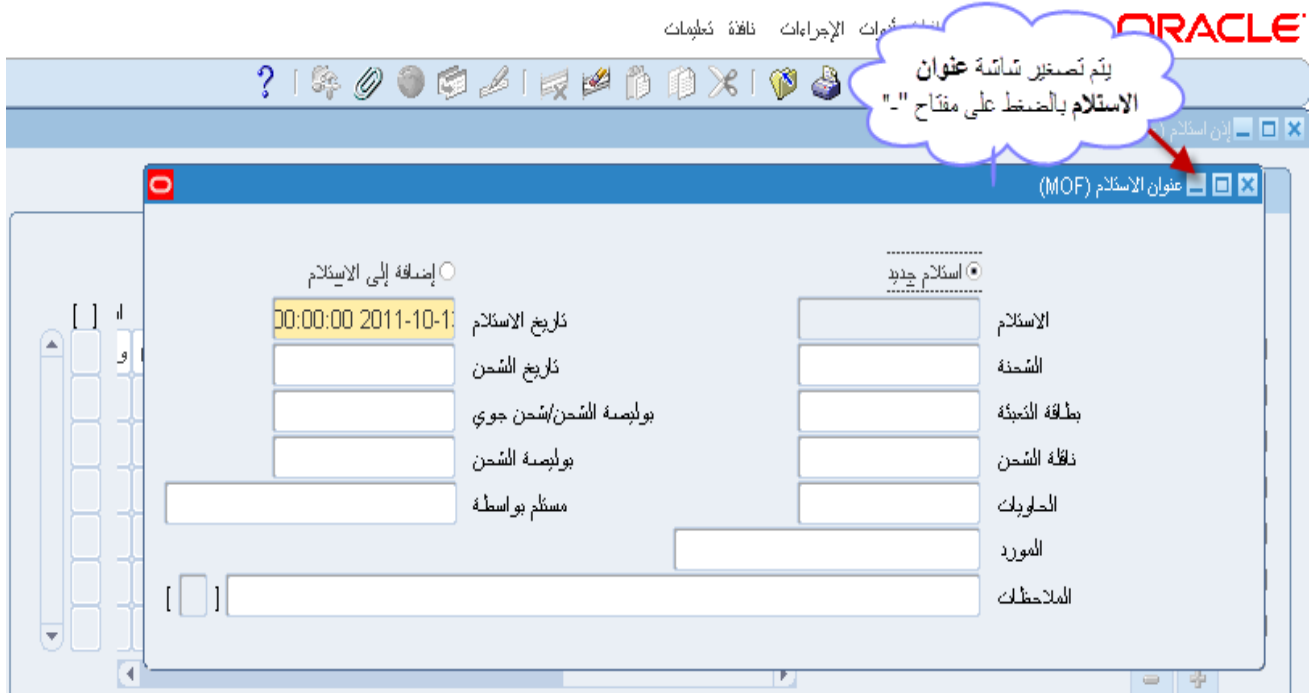 ORACLE
أدوات الإجراءات نافذة تعليمات
يتم تصغير شاشة عنوان
الاستلام بالضغط على مفتاح "-"
إذن استلام
عنوان الاستلام (MOF)
استلام جديد
إضافة إلى الاستلام
الاستلام
تاريخ الاستلام
00:00:00 2011-10-1
الشحنة
تاريخ الشحن
بطاقة التعبئة
بوليصة الشحن/شحن جوي
ناقلة الشحن
بوليصة الشحن
الحاويات
مستلم بواسطة
المورد
الملاحظات
[ ]
[ ]